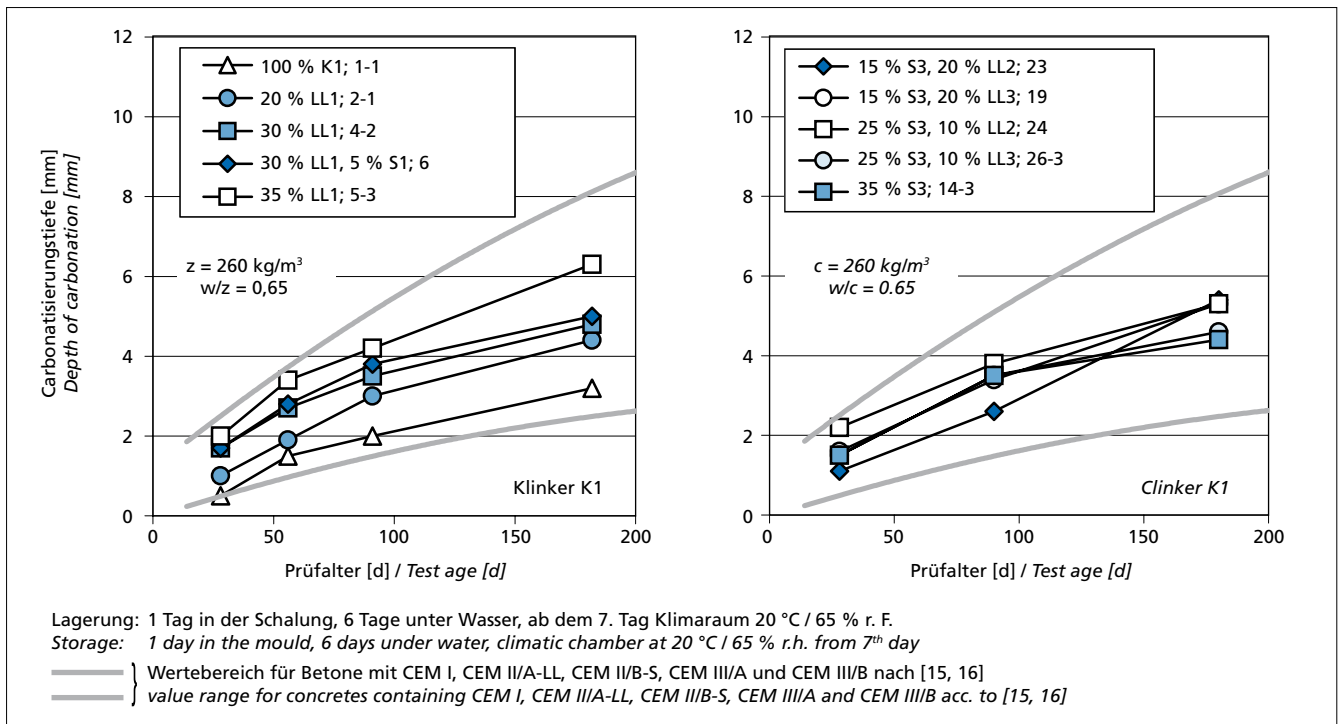 Carbonatisierungstiefe [mm]
Depth of carbonation [mm]
12
10
8
6
4
2
0
100 % K1; 1-1
20 % LL1; 2-1
30 % LL1; 4-2
30 % LL1, 5 % S1; 6
35 % LL1; 5-3
z = 260 kg/m³
w/z = 0,65
Klinker K1
0 50 100 150 200
Prüfalter [d] / Test age [d]
12
10
8
6
4
2
0
15 % S3, 20 % LL2; 23
15 % S3, 20 % LL3; 19
25 % S3, 10 % LL2; 24
25 % S3, 10 % LL3; 26-3
35 % S3; 14-3
c = 260 kg/m³
w/c = 0.65
Clinker K1
0 50 100 150 200
Prüfalter [d] / Test age [d]
Lagerung: 1 Tag in der Schalung, 6 Tage unter Wasser, ab dem 7. Tag Klimaraum 20 °C / 65 % r. F.
Storage: 1 day in the mould, 6 days under water, climatic chamber at 20 °C / 65 % r.h. from 7th day
Wertebereich für Betone mit CEM I, CEM II/A-LL, CEM II/B-S, CEM III/A und CEM III/B nach [15, 16]
value range for concretes containing CEM I, CEM II/A-LL, CEM II/B-S, CEM III/A and CEM III/B acc. to [15, 16]